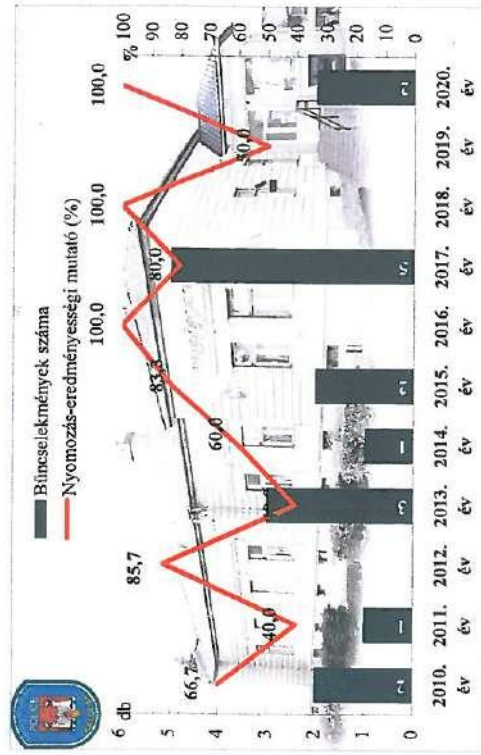 Bűncselekmények száma
Nyomozás-eredményességi mutató (%)
db
%
6
5
4
3
2
1
0
100
90
80
70
60
50
40
30
20
10
0
66,7
40,0
85,7
60,0
83,3
100,0
80,0
100,0
50,0
100,0
2
1
3
1
2
5
2
2010. év
2011. év
2012. év
2013. év
2014. év
2015. év
2016. év
2017. év
2018. év
2019. év
2020. év